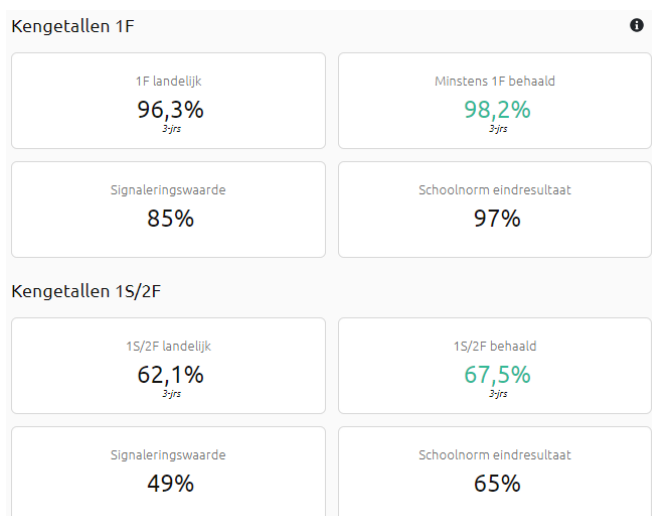 Kengetallen 1F
1F landelijk
Minstens 1F behaald
96,3%
98,2%
3-jrs
3-jrs
Signaleringswaarde
Schoolnorm eindresultaat
85%
97%
Kengetallen 1S/2F
1S/2F landelijk
1S/2F behaald
62,1%
67,5%
3-jrs
3-jrs
Signaleringswaarde
Schoolnorm eindresultaat
49%
65%